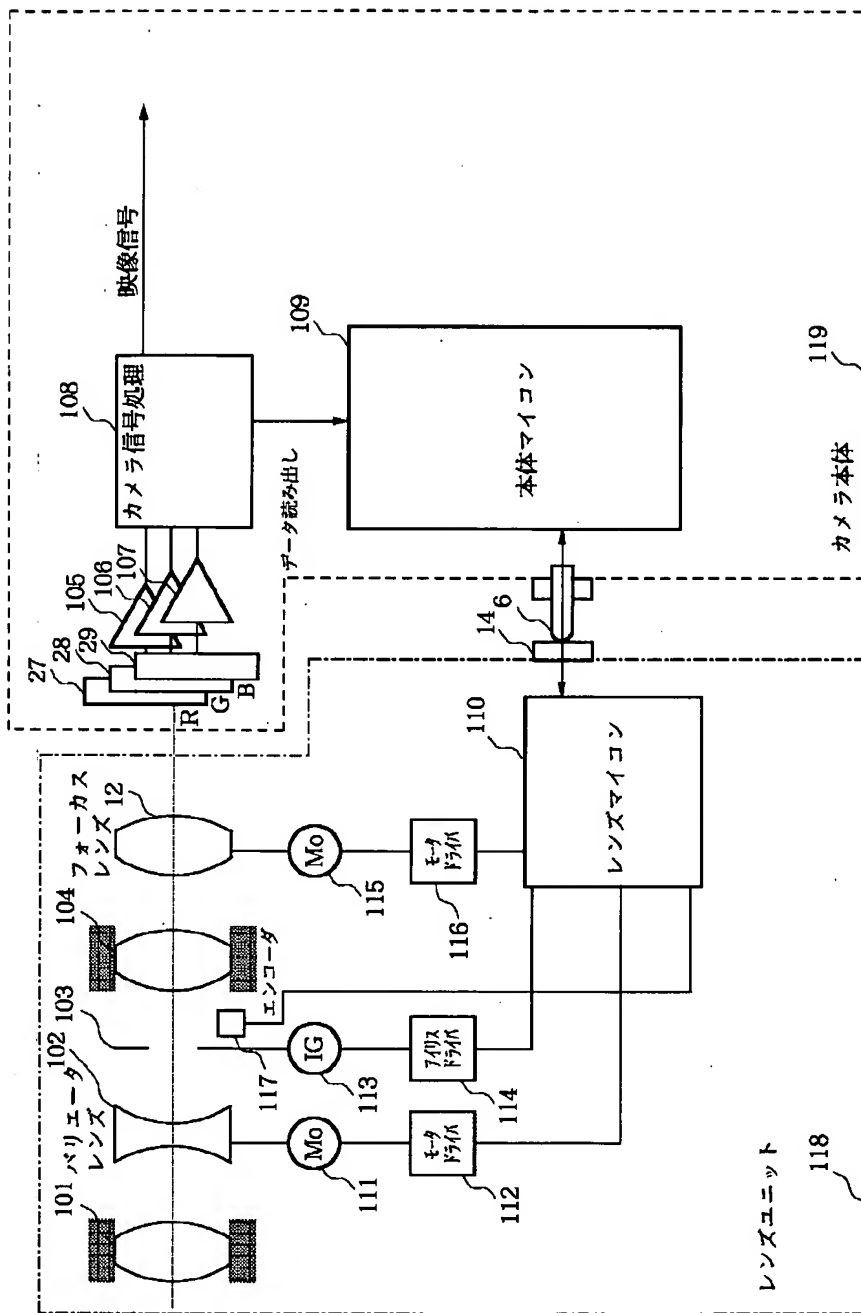 101
バリエータ
レンズ
102
103
104
フォーカス
レンズ
12
エンコーダ
117
Mo
111
IG
113
Mo
115
モータ
ドライバ
112
アイリス
ドライバ
114
モータ
ドライバ
116
レンズマイコン
110
レンズユニット
118
27
28
29
R
G
B
105
106
107
カメラ信号処理
108
映像信号
データ読み出し
本体マイコン
109
14
6
カメラ本体
119